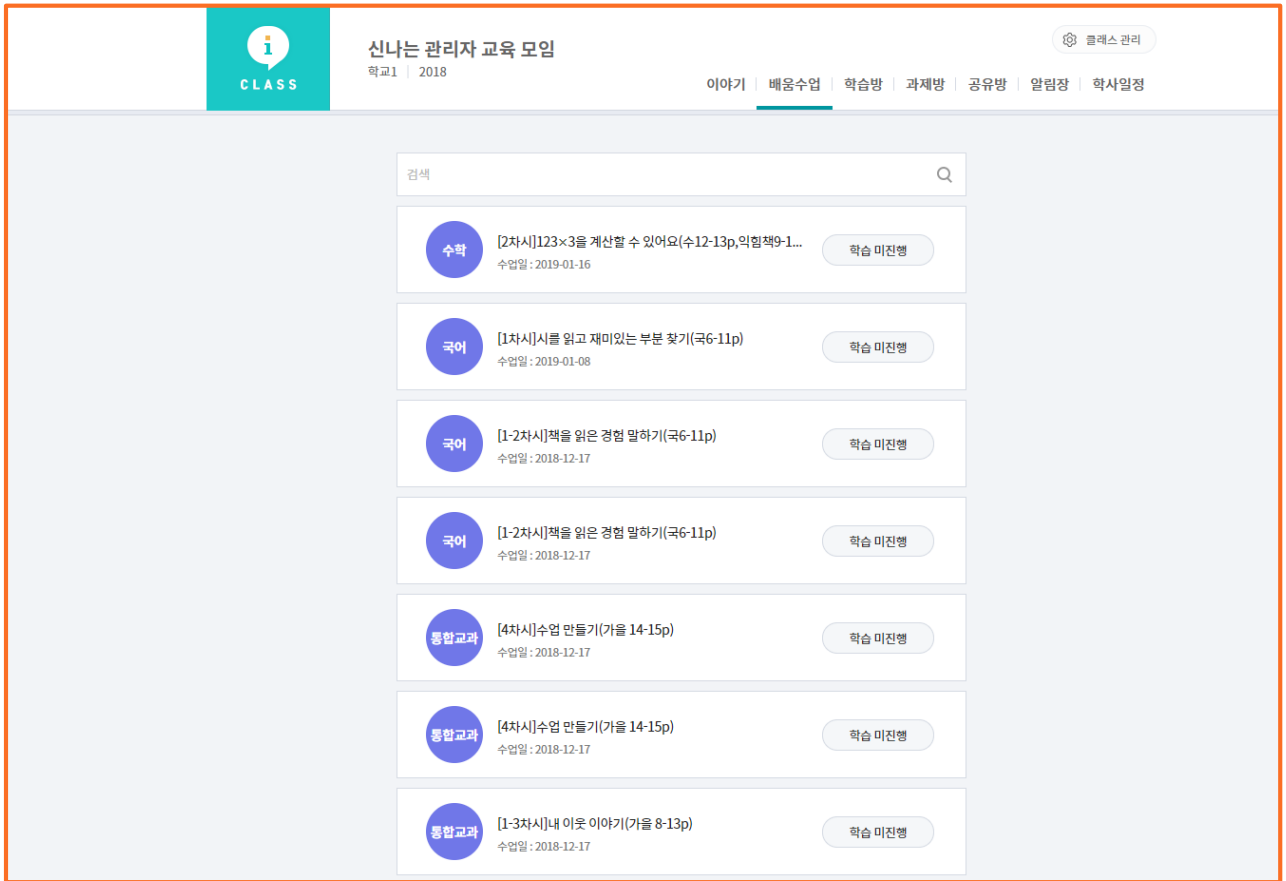 i
CLASS
신나는 관리자 교육 모임
학교1 | 2018
클래스 관리
이야기 | 배움수업 | 학습방 | 과제방 | 공유방 | 알림장 | 학사일정
검색
수학
[2차시]123×3을 계산할 수 있어요(수12-13p,익힘책9-1...
수업일 : 2019-01-16
학습 미진행
국어
[1차시]시를 읽고 재미있는 부분 찾기(국6-11p)
수업일 : 2019-01-08
학습 미진행
국어
[1-2차시]책을 읽은 경험 말하기(국6-11p)
수업일 : 2018-12-17
학습 미진행
국어
[1-2차시]책을 읽은 경험 말하기(국6-11p)
수업일 : 2018-12-17
학습 미진행
통합교과
[4차시]수업 만들기(가을 14-15p)
수업일 : 2018-12-17
학습 미진행
통합교과
[4차시]수업 만들기(가을 14-15p)
수업일 : 2018-12-17
학습 미진행
통합교과
[1-3차시]내 이웃 이야기(가을 8-13p)
수업일 : 2018-12-17
학습 미진행